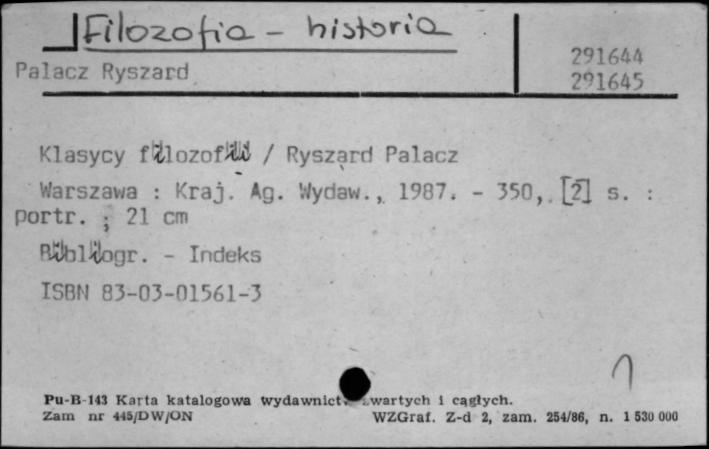 Filozofia - historia
291644
Palacz Ryszard
291645
Klasycy filozofii / Ryszard Palacz
Warszawa : Kraj. Ag. Wydaw., 1987. - 350, [2] s. :
portr. ; 21 cm
Bibliogr. - Indeks
ISBN 83-03-01561-3
Pu-B-143 Karta katalogowa wydawnictw zwartych i ciągłych.
Zam nr 445/DW/ON WZGraf. Z-d 2, zam. 254/86, n. 1 530 000